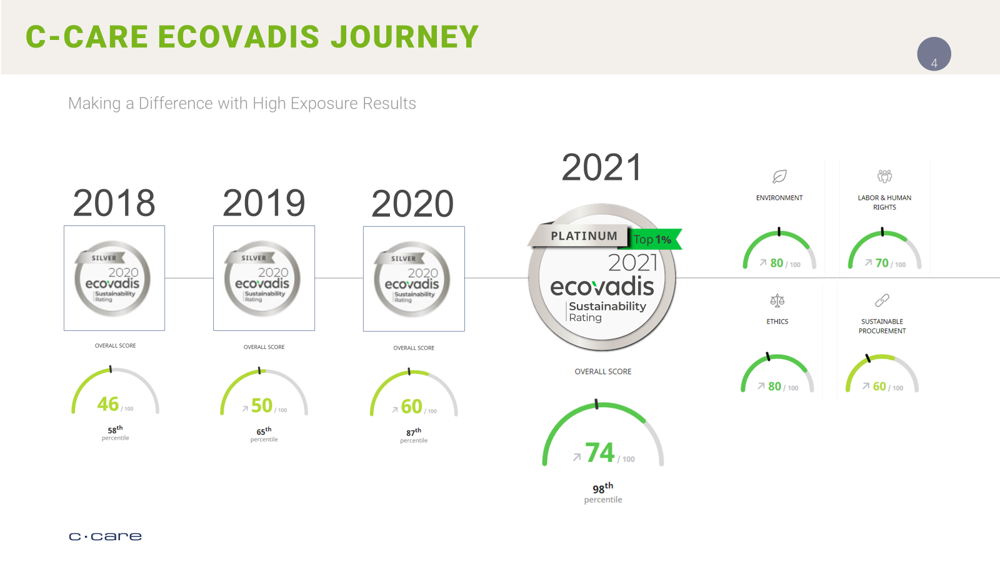 C-CARE ECOVADIS JOURNEY
4
Making a Difference with High Exposure Results
2018
SILVER
2020
ecovadis
Sustainability
Rating
OVERALL SCORE
46 / 100
58th
percentile
2019
SILVER
2020
ecovadis
Sustainability
Rating
OVERALL SCORE
50 / 100
65th
percentile
2020
SILVER
2020
ecovadis
Sustainability
Rating
OVERALL SCORE
60 / 100
87th
percentile
2021
PLATINUM
Top 1%
2021
ecovadis
Sustainability
Rating
OVERALL SCORE
74 / 100
98th
percentile
ENVIRONMENT
80 / 100
LABOR & HUMAN
RIGHTS
70 / 100
ETHICS
80 / 100
SUSTAINABLE
PROCUREMENT
60 / 100
c·care